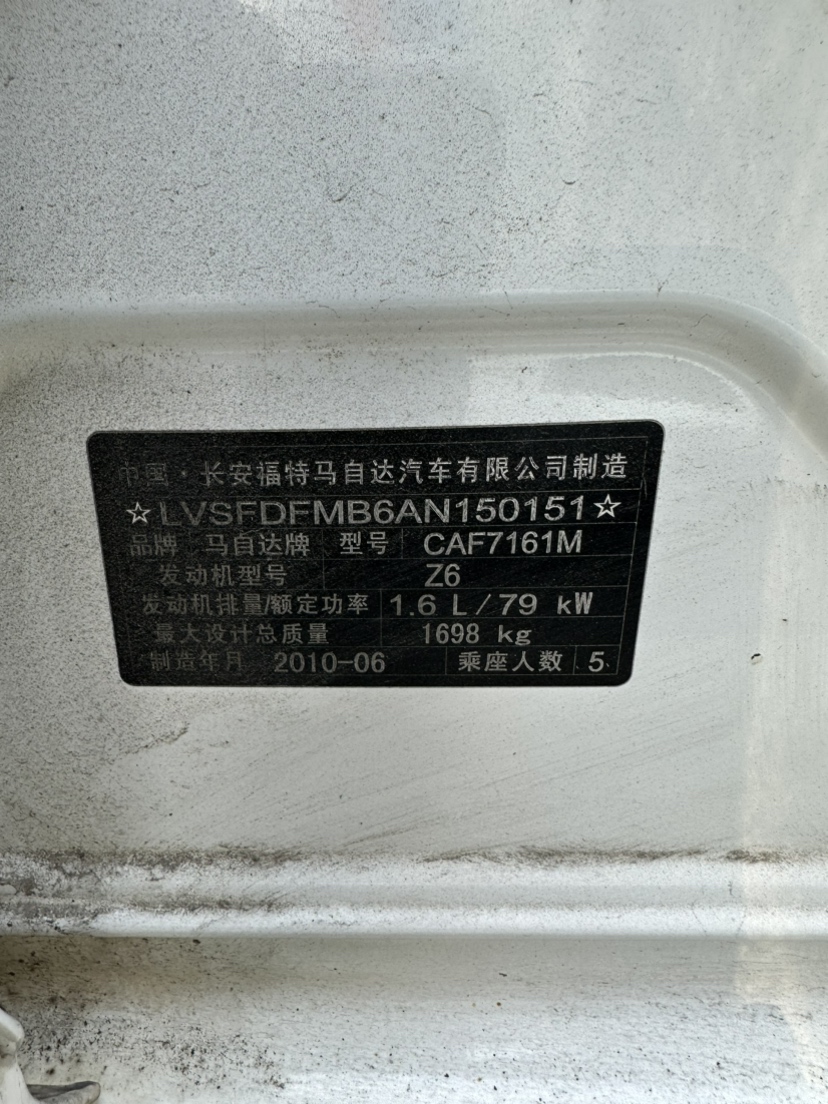 中国·长安福特马自达汽车有限公司制造
☆LVSFDFMB6AN150151☆
品牌 马自达牌 型号 CAF7161M
发动机型号 Z6
发动机排量/额定功率 1.6 L/79 kW
最大设计总质量 1698 kg
制造年月 2010-06 乘座人数 5